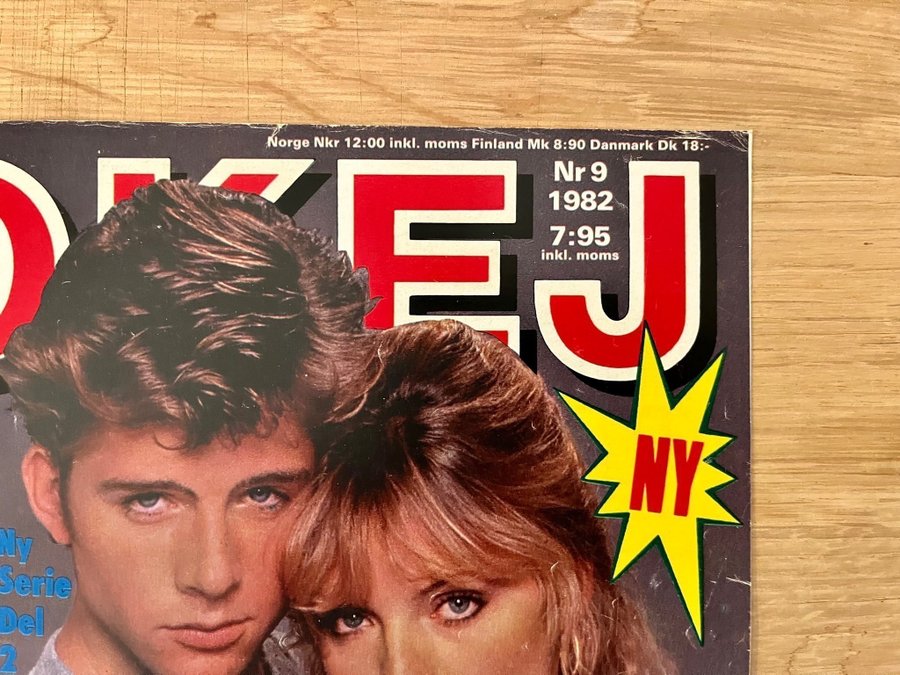 Norge Nkr 12:00 inkl. moms Finland Mk 8:90 Danmark Dk 18:-
OKEJ
Nr 9
1982
7:95
inkl. moms
NY
Ny
Serie
Del
2